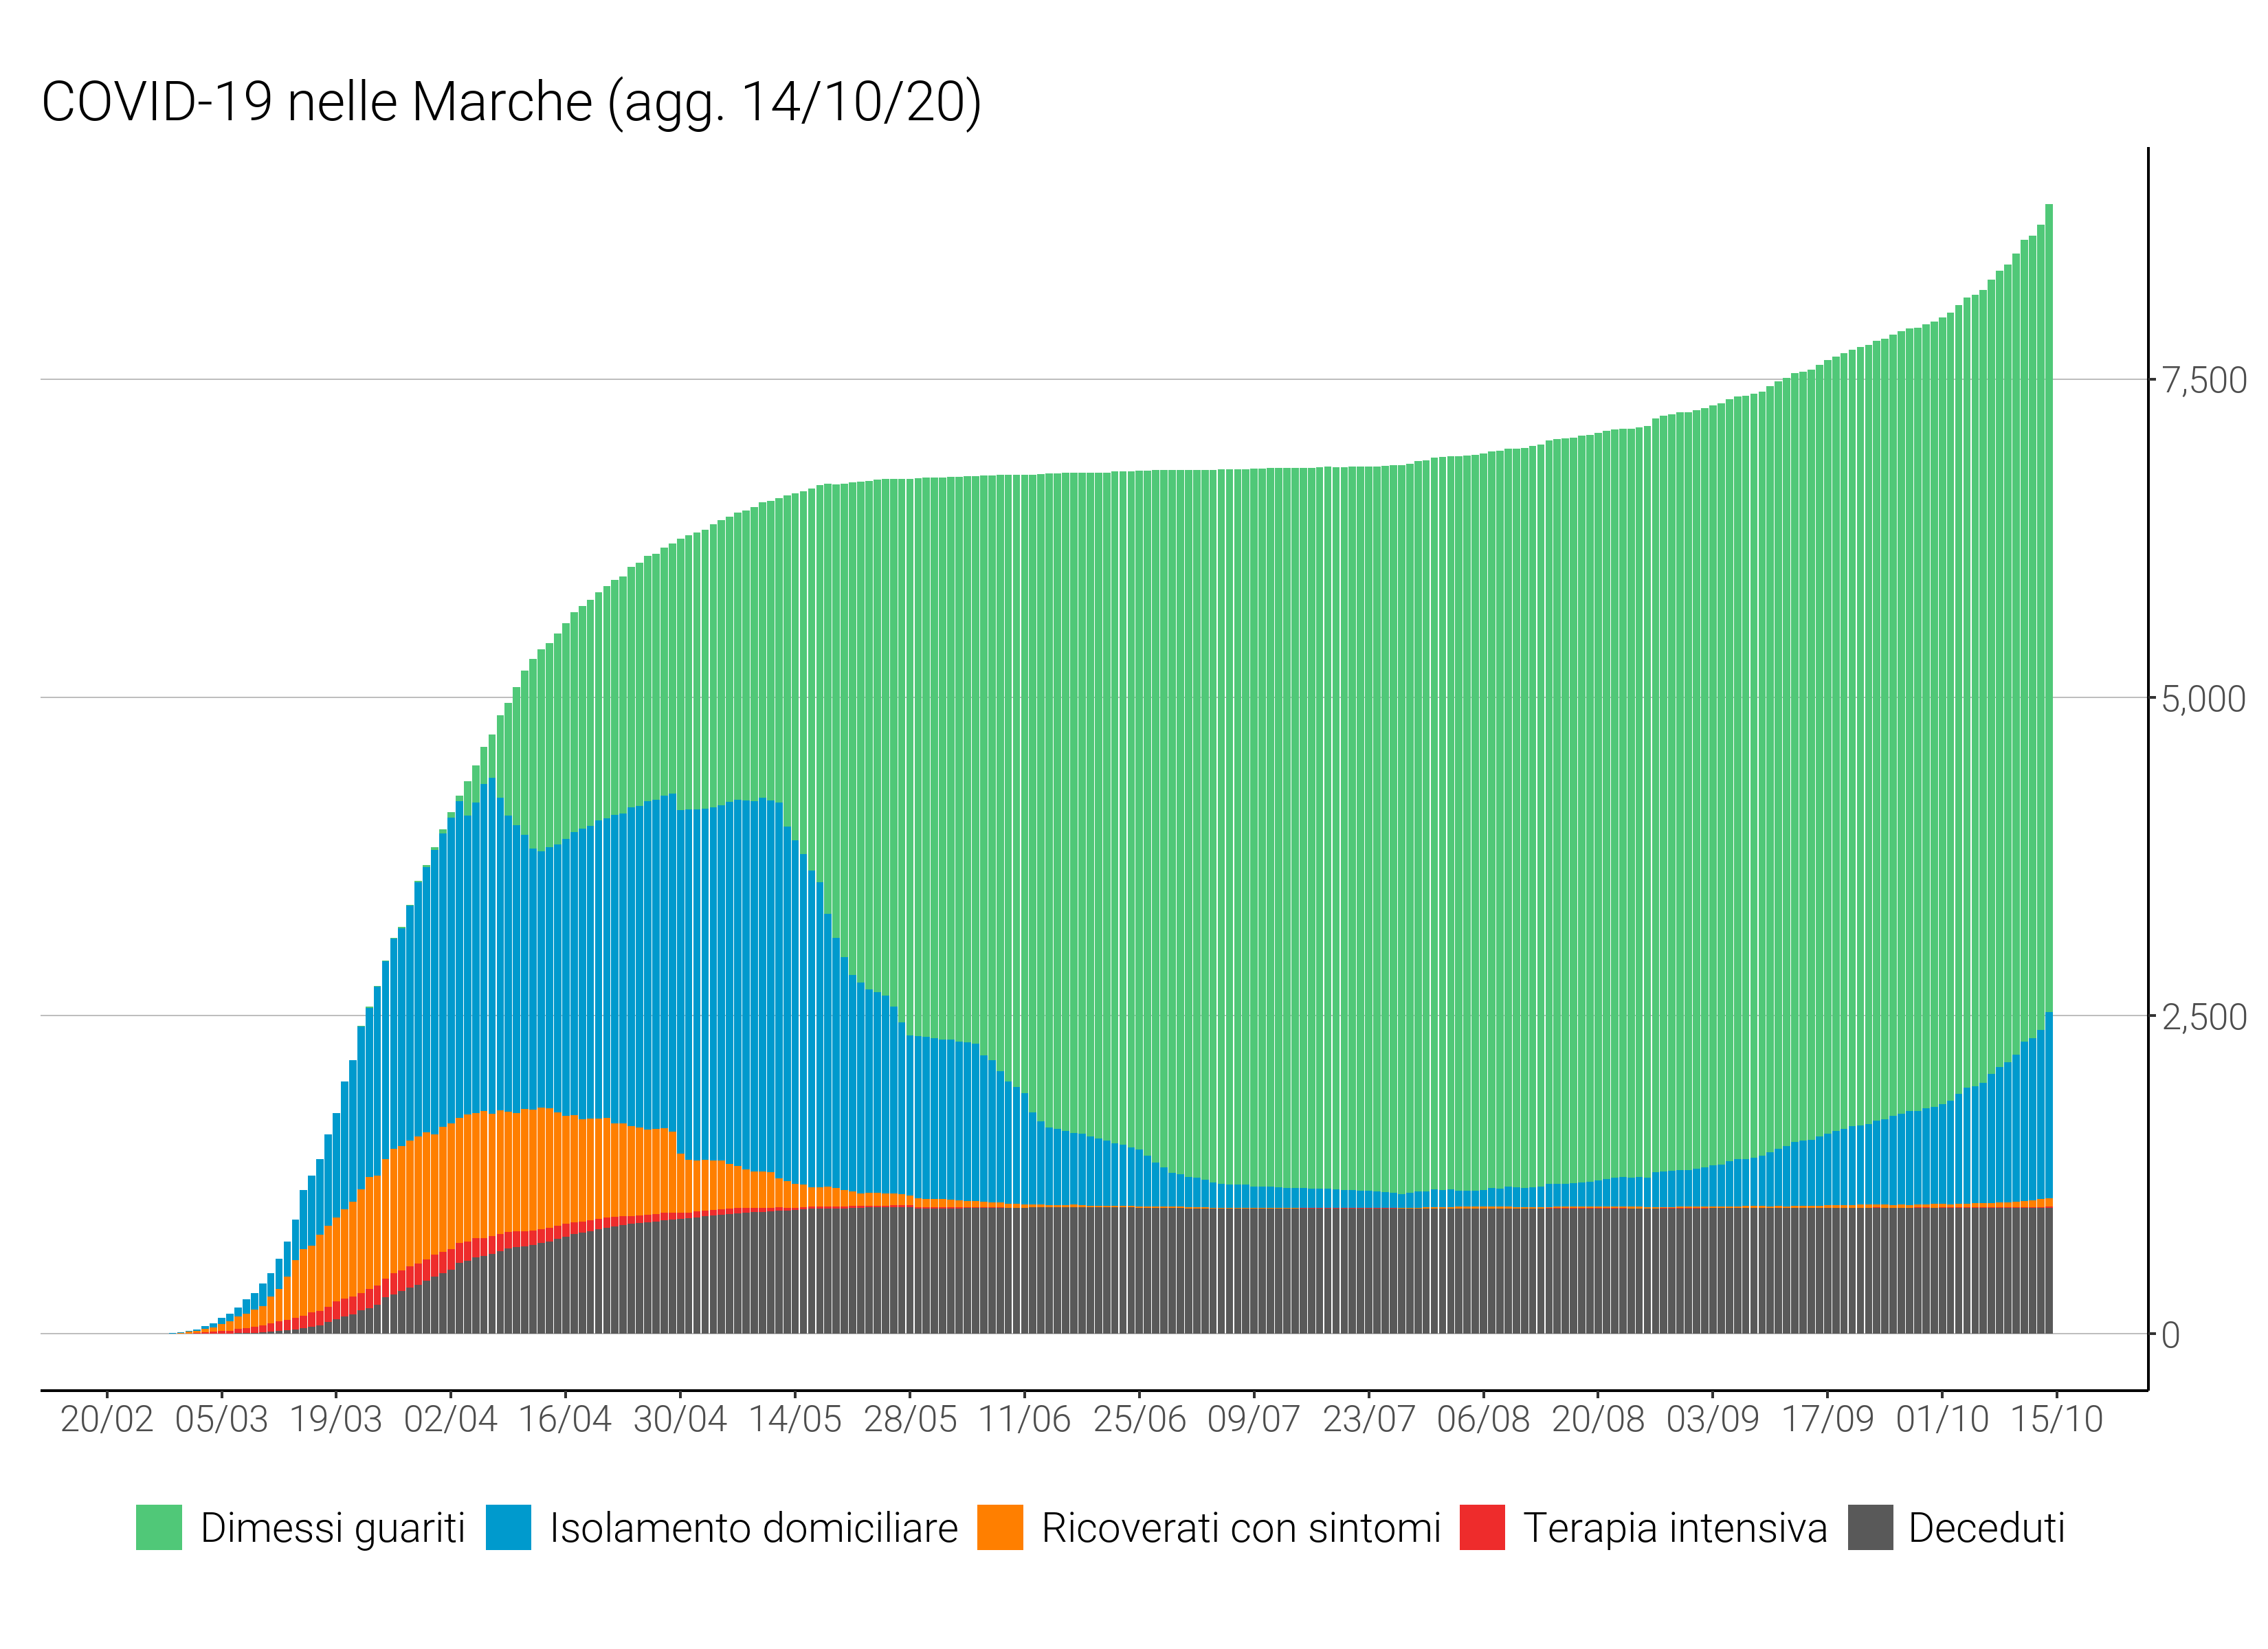 COVID-19 nelle Marche (agg. 14/10/20)
7,500
5,000
2,500
0
20/02 05/03 19/03 02/04 16/04 30/04 14/05 28/05 11/06 25/06 09/07 23/07 06/08 20/08 03/09 17/09 01/10 15/10
Dimessi guariti Isolamento domiciliare Ricoverati con sintomi Terapia intensiva Deceduti